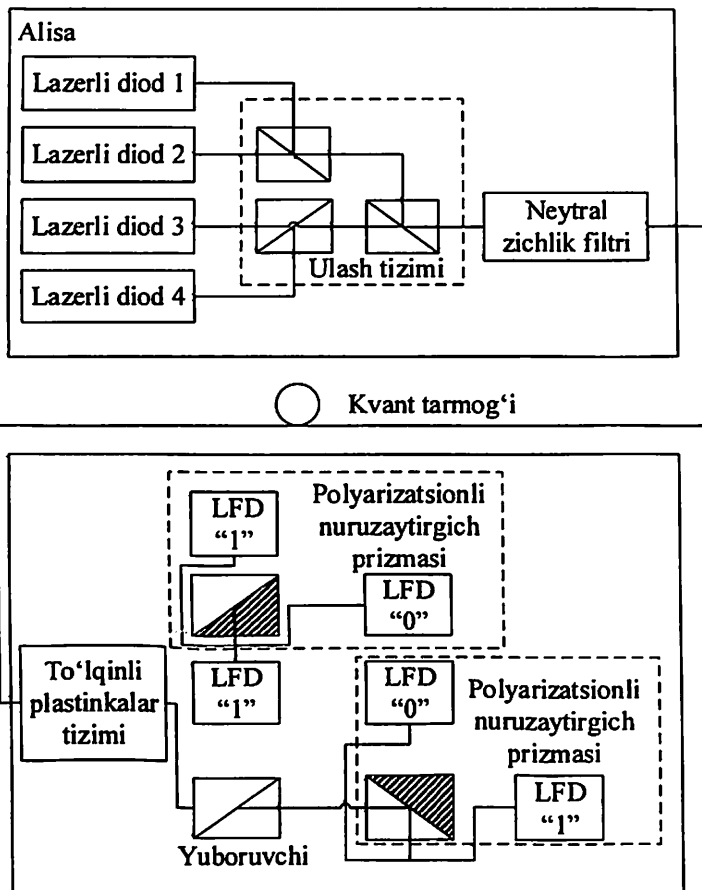 Alisa
Lazerli diod 1
Lazerli diod 2
Lazerli diod 3
Lazerli diod 4
Ulash tizimi
Neytral
zichlik filtri
Kvant tarmog‘i
LFD
“1”
Polyarizatsionli
nuruzaytirgich
prizmasi
LFD
“0”
To‘lqinli
plastinkalar
tizimi
LFD
“1”
LFD
“0”
Polyarizatsionli
nuruzaytirgich
prizmasi
LFD
“1”
Yuboruvchi